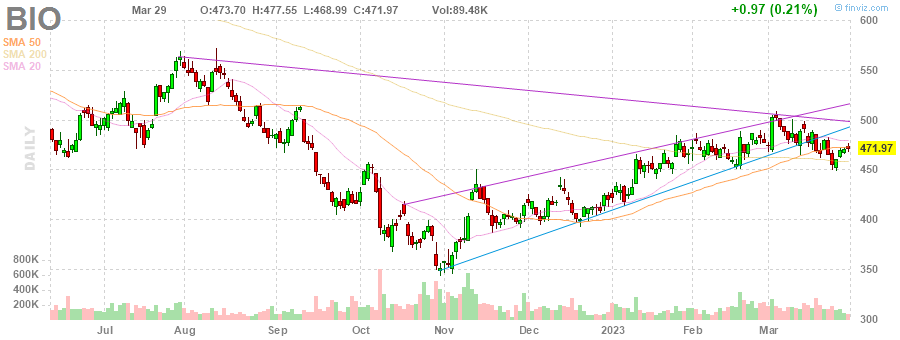 BIO
Mar 29 O:473.70 H:477.55 L:468.99 C:471.97 Vol:89.48K +0.97 (0.21%)
© finviz.com
SMA 50
SMA 200
SMA 20
DAILY
600
550
500
471.97
450
400
350
300
800K
600K
400K
200K
Jul Aug Sep Oct Nov Dec 2023 Feb Mar